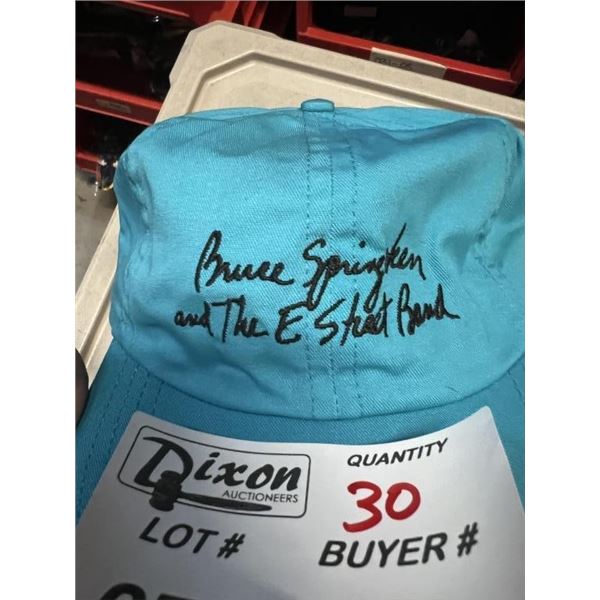 Bruce Springsteen
and The E Street Band
Dixon
AUCTIONEERS
QUANTITY
30
LOT #
BUYER #